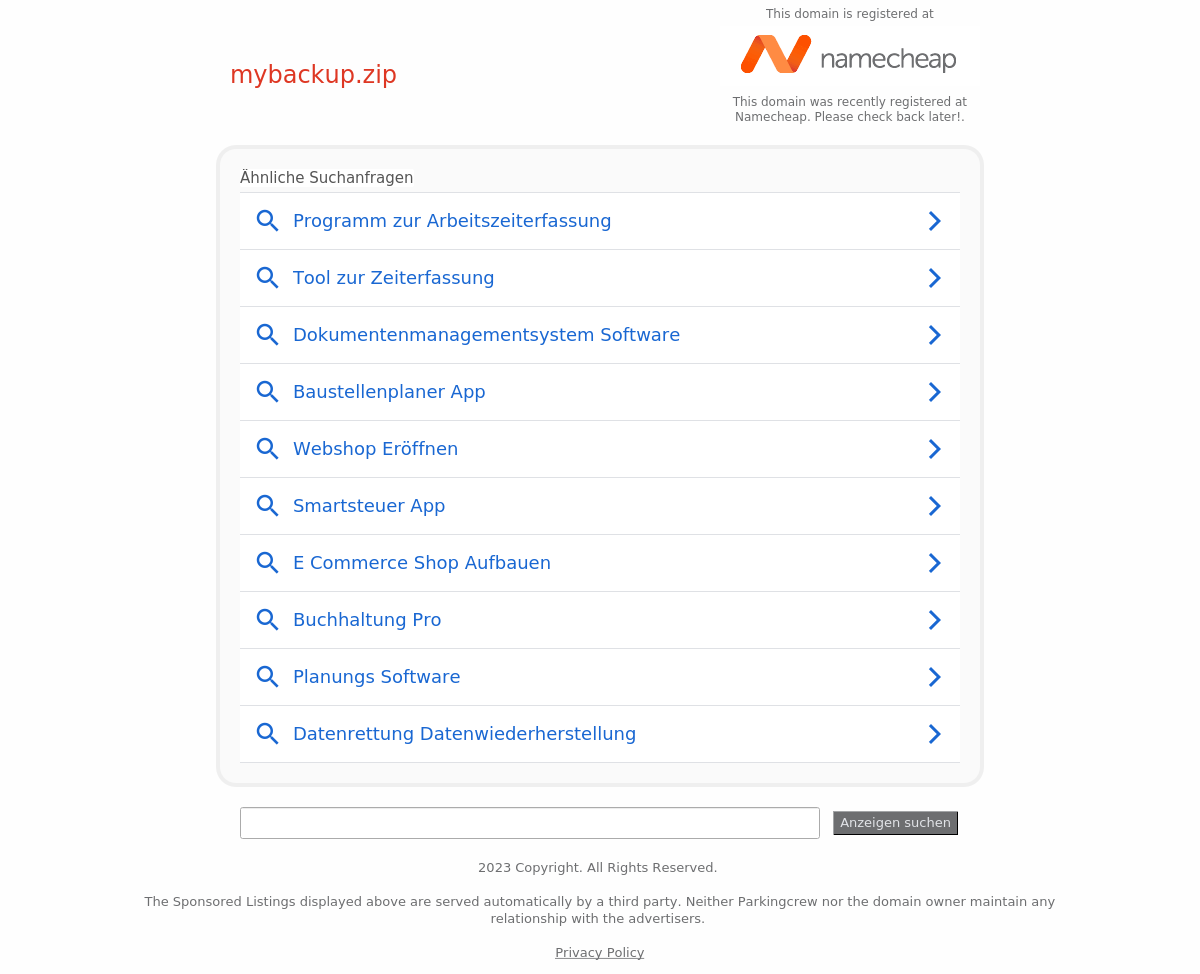 This domain is registered at
namecheap
mybackup.zip
This domain was recently registered at
Namecheap. Please check back later!.
Ähnliche Suchanfragen
Programm zur Arbeitszeiterfassung
Tool zur Zeiterfassung
Dokumentenmanagementsystem Software
Baustellenplaner App
Webshop Eröffnen
Smartsteuer App
E Commerce Shop Aufbauen
Buchhaltung Pro
Planungs Software
Datenrettung Datenwiederherstellung
Anzeigen suchen
2023 Copyright. All Rights Reserved.
The Sponsored Listings displayed above are served automatically by a third party. Neither Parkingcrew nor the domain owner maintain any
relationship with the advertisers.
Privacy Policy